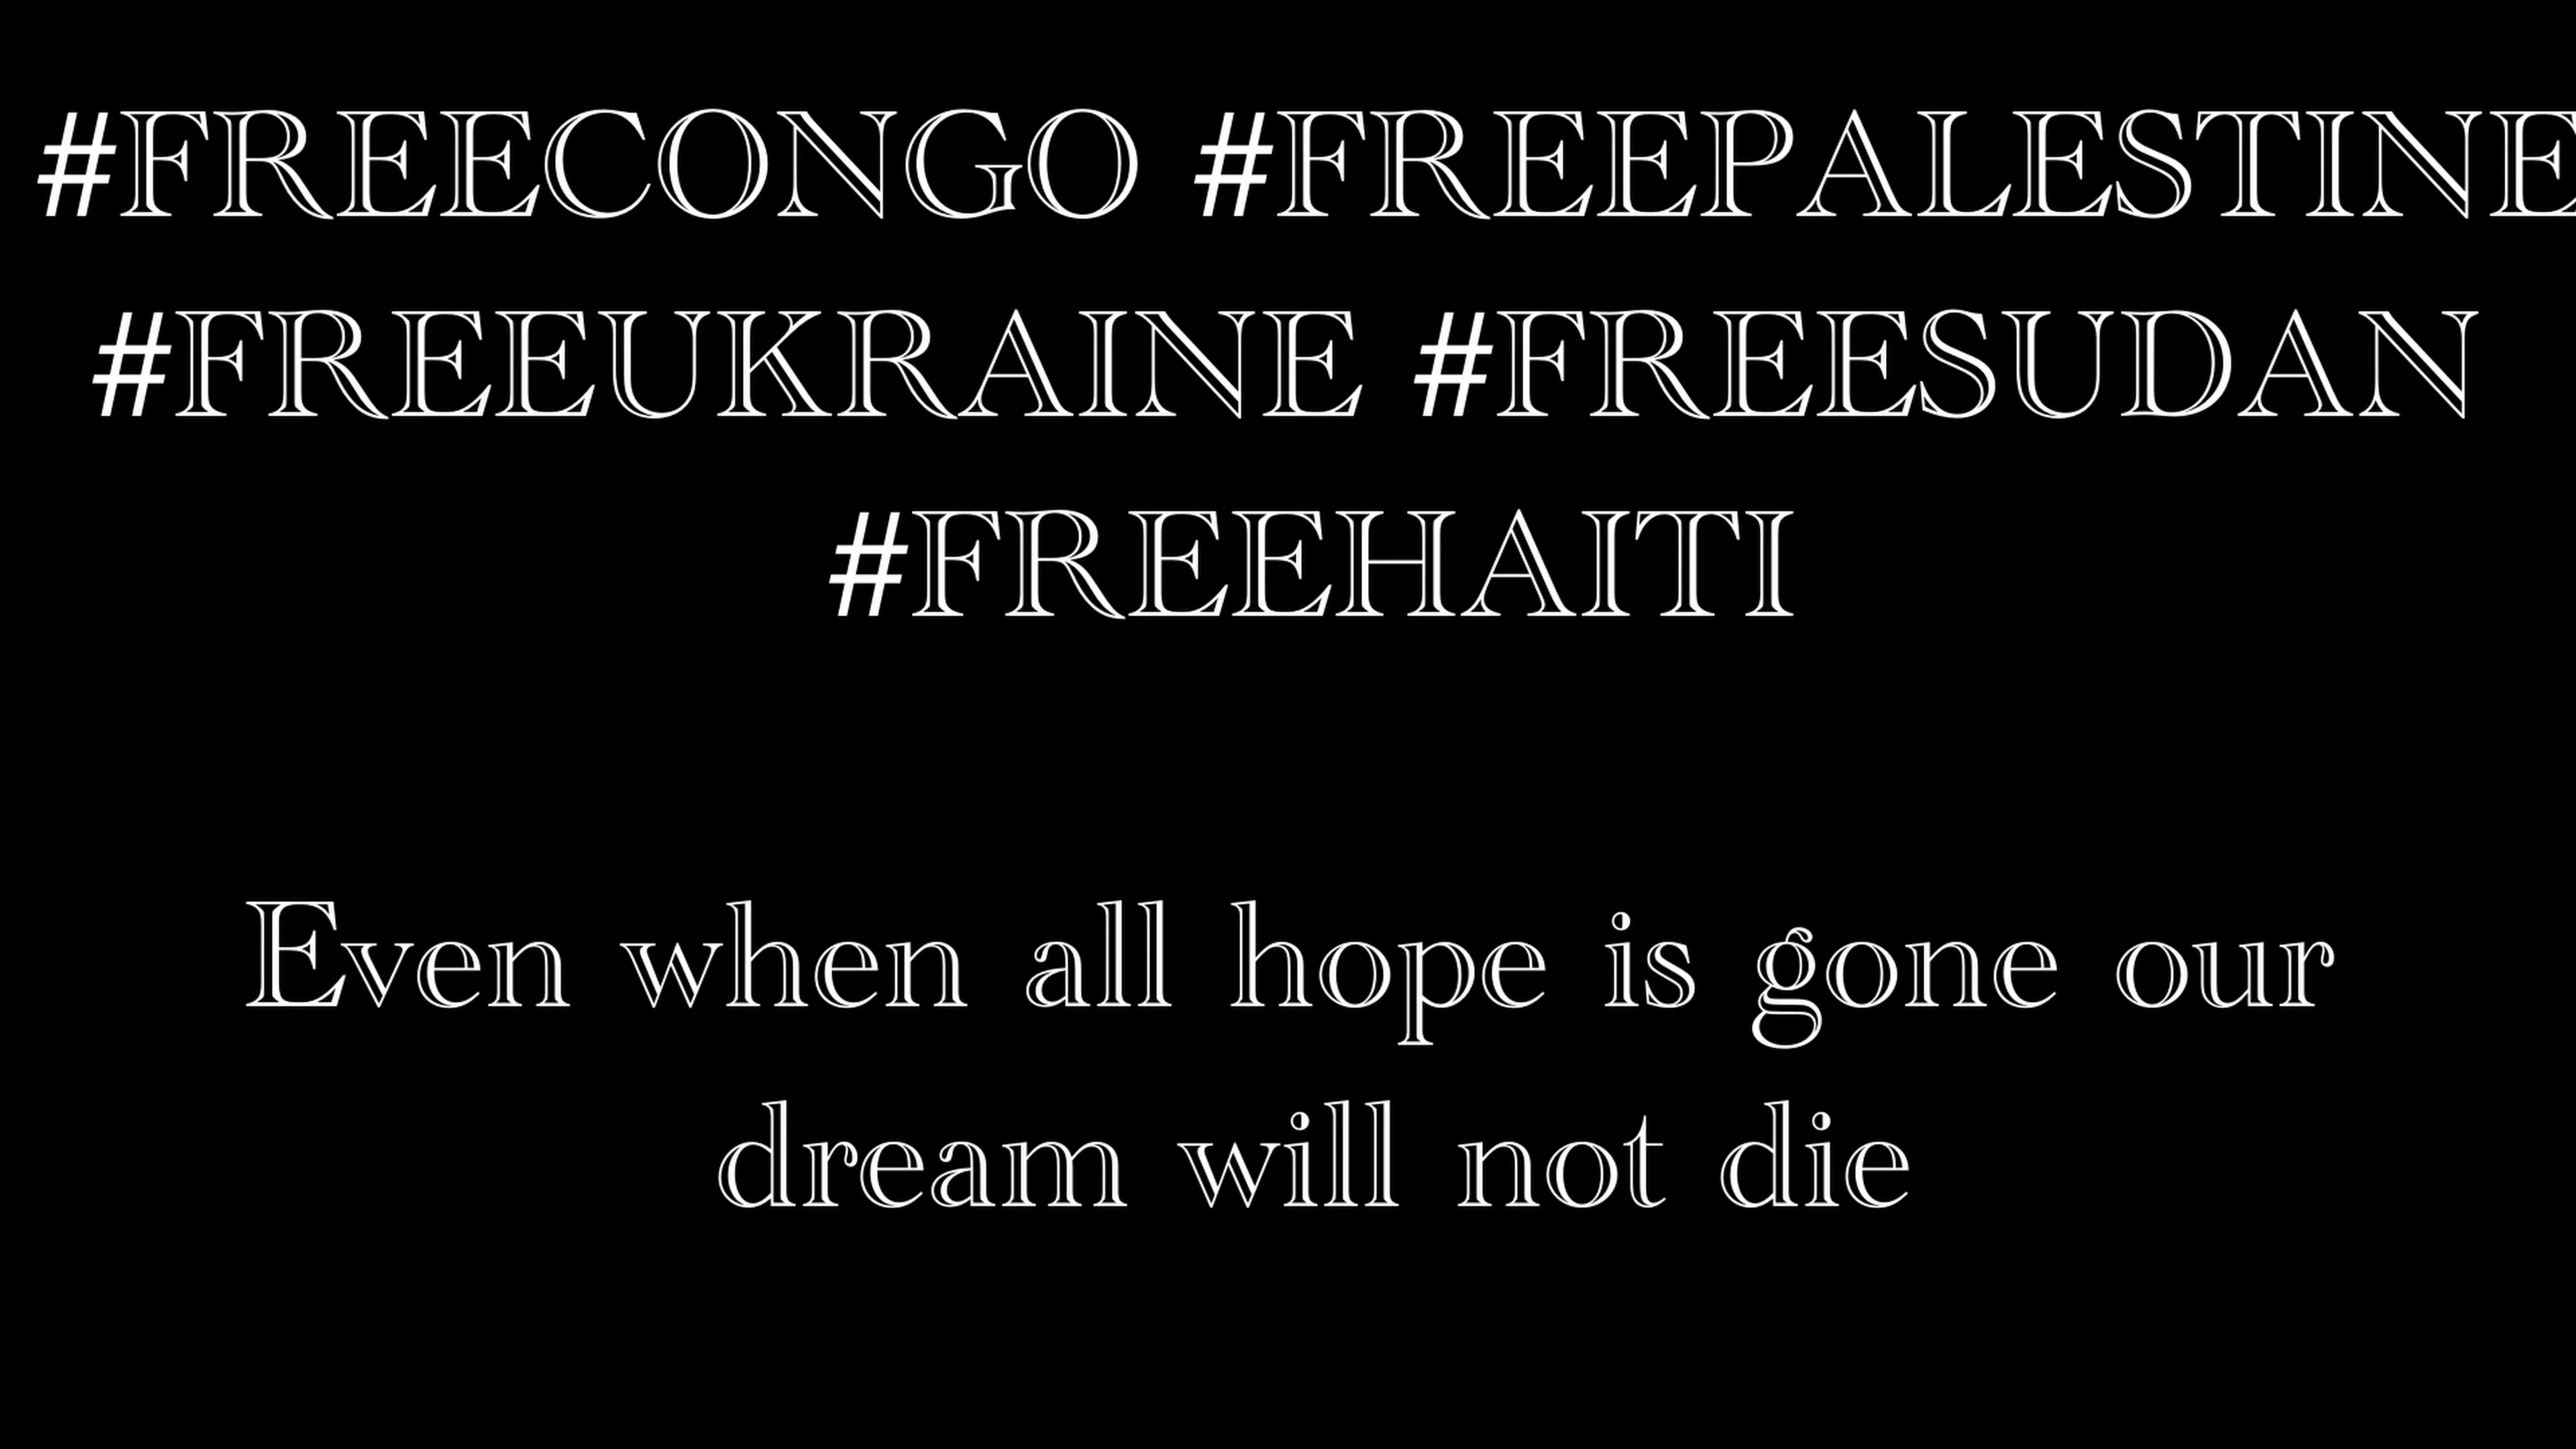 #FREECONGO #FREEPALESTINE
#FREEUKRAINE #FREESUDAN
#FREEHAITI
Even when all hope is gone our
dream will not die